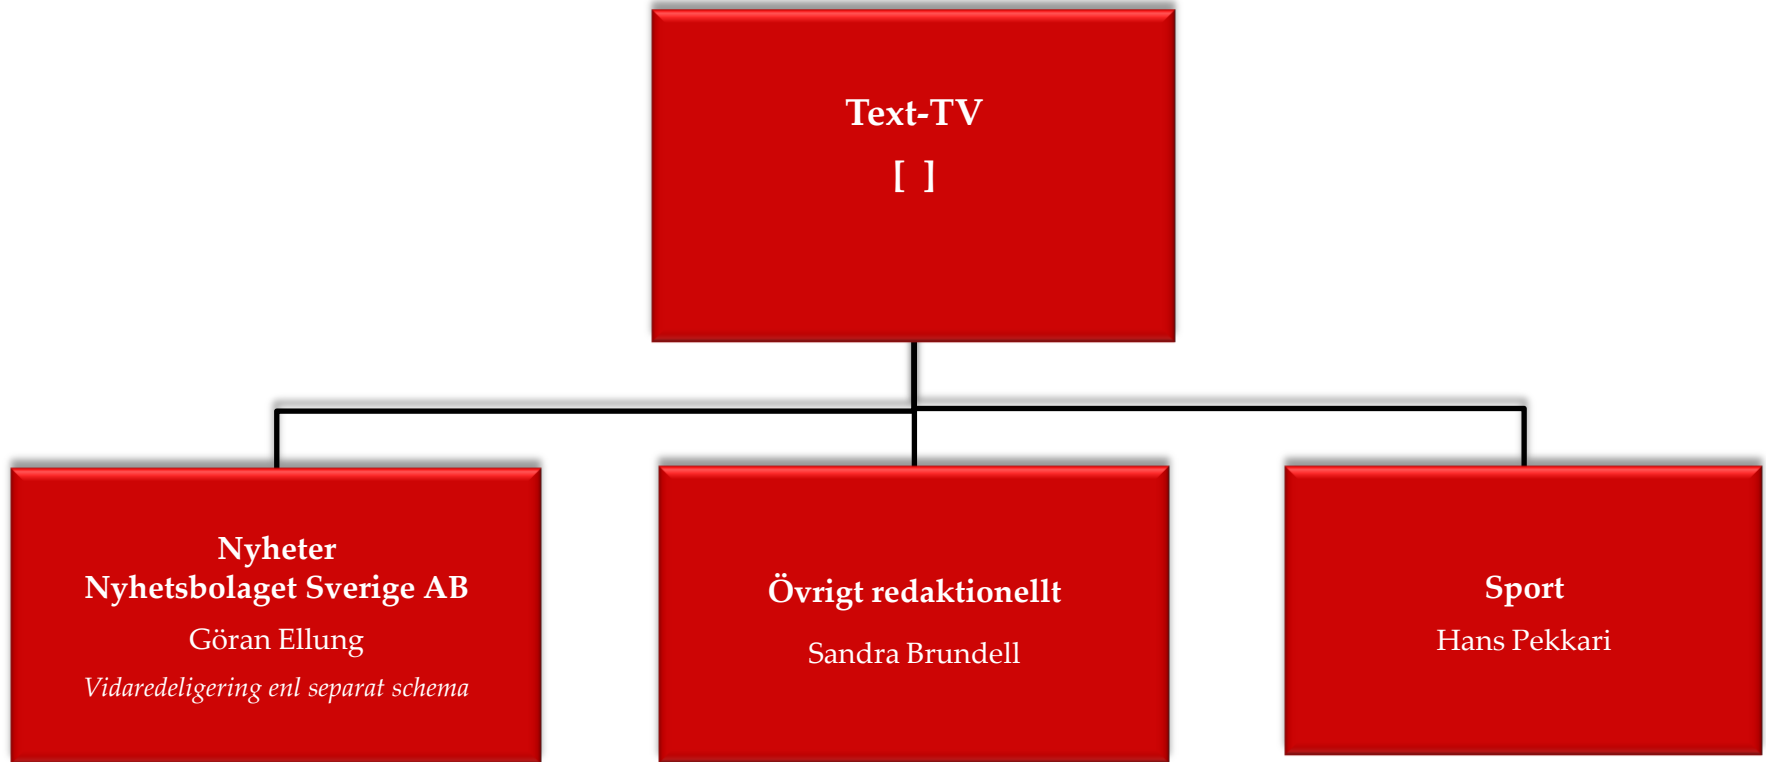 Text-TV
[ ]
Nyheter
Nyhetsbolaget Sverige AB
Göran Ellung
Vidaredeligering enl separat schema
Övrigt redaktionellt
Sandra Brundell
Sport
Hans Pekkari